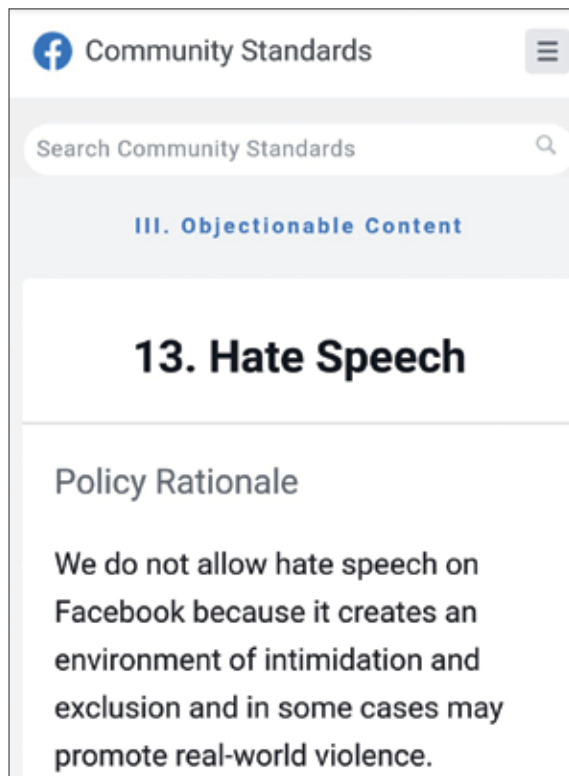 Community Standards
Search Community Standards
III. Objectionable Content
13. Hate Speech
Policy Rationale
We do not allow hate speech on
Facebook because it creates an
environment of intimidation and
exclusion and in some cases may
promote real-world violence.